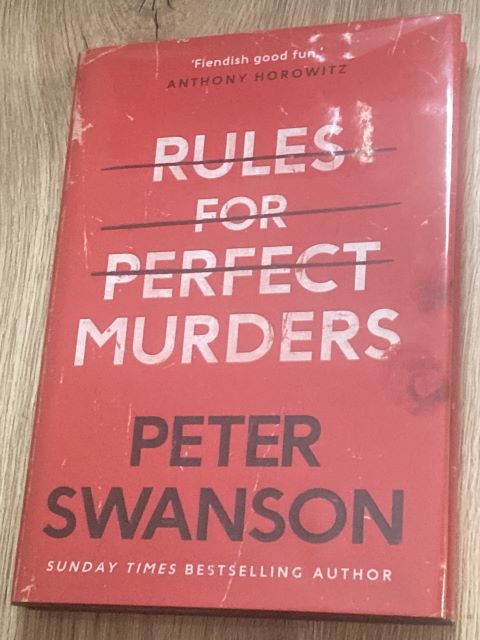 'Fiendish good fun.'
ANTHONY HOROWITZ
RULES
FOR
PERFECT
MURDERS
PETER
SWANSON
SUNDAY TIMES BESTSELLING AUTHOR